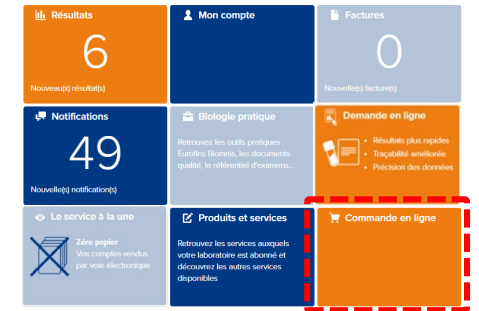 Résultats
6
Nouveau(x) résultat(s)
Mon compte
Factures
0
Nouvelle(s) facture(s)
Notifications
49
Nouvelle(s) notification(s)
Biologie pratique
Retrouvez les outils pratiques
Eurofins Biomnis, les documents
qualité, le référentiel d'examens...
Demande en ligne
• Résultats plus rapides
• Traçabilité améliorée
• Précision des données
Le service à la une
Zéro papier
Vos comptes-rendus
par voie électronique
Produits et services
Retrouvez les services auxquels
votre laboratoire est abonné et
découvrez les autres services
disponibles
Commande en ligne